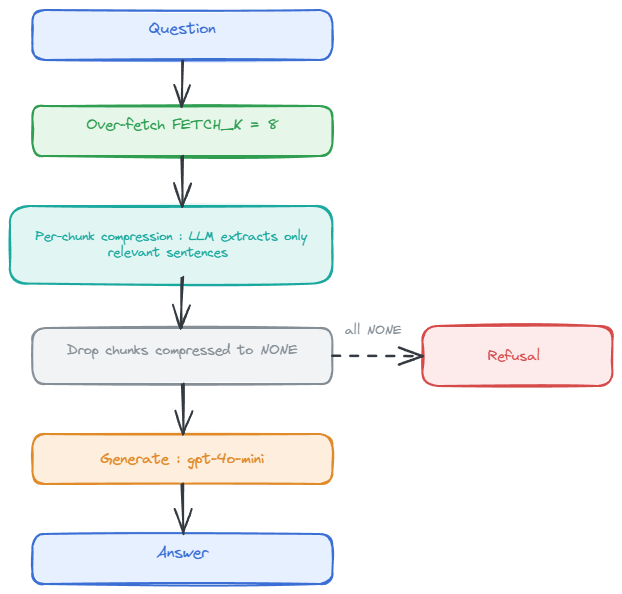 Question
Over-fetch FETCH_K = 8
Per-chunk compression : LLM extracts only
relevant sentences
all NONE
Drop chunks compressed to NONE
Refusal
Generate : gpt-4o-mini
Answer